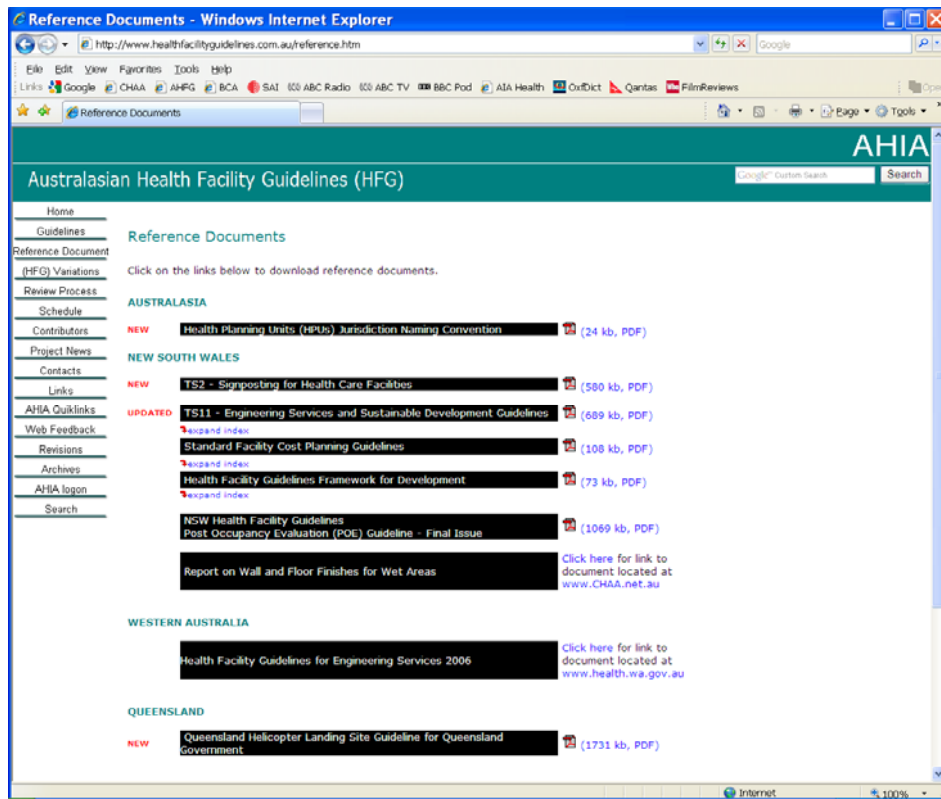 Reference Documents - Windows Internet Explorer
http://www.healthfacilityguidelines.com.au/reference.htm
Google
File Edit View Favorites Tools Help
Links Google CHAA AHFG BCA SAI ABC Radio ABC TV BBC Pod AIA Health OxfDict Qantas FilmReviews
Reference Documents
Page Tools
AHIA
Australasian Health Facility Guidelines (HFG)
Google™ Custom Search
Search
Home
Guidelines
Reference Document
(HFG) Variations
Review Process
Schedule
Contributors
Project News
Contacts
Links
AHIA Quiklinks
Web Feedback
Revisions
Archives
AHIA logon
Search
Reference Documents
Click on the links below to download reference documents.
AUSTRALASIA
NEW Health Planning Units (HPUs) Jurisdiction Naming Convention (24 kb, PDF)
NEW SOUTH WALES
NEW TS2 - Signposting for Health Care Facilities (580 kb, PDF)
UPDATED TS11 - Engineering Services and Sustainable Development Guidelines (689 kb, PDF)
expand index
Standard Facility Cost Planning Guidelines (108 kb, PDF)
expand index
Health Facility Guidelines Framework for Development (73 kb, PDF)
expand index
NSW Health Facility Guidelines
Post Occupancy Evaluation (POE) Guideline - Final Issue
(1069 kb, PDF)
Report on Wall and Floor Finishes for Wet Areas
Click here for link to
document located at
www.CHAA.net.au
WESTERN AUSTRALIA
Health Facility Guidelines for Engineering Services 2006
Click here for link to
document located at
www.health.wa.gov.au
QUEENSLAND
NEW Queensland Helicopter Landing Site Guideline for Queensland
Government
(1731 kb, PDF)
Internet
100%